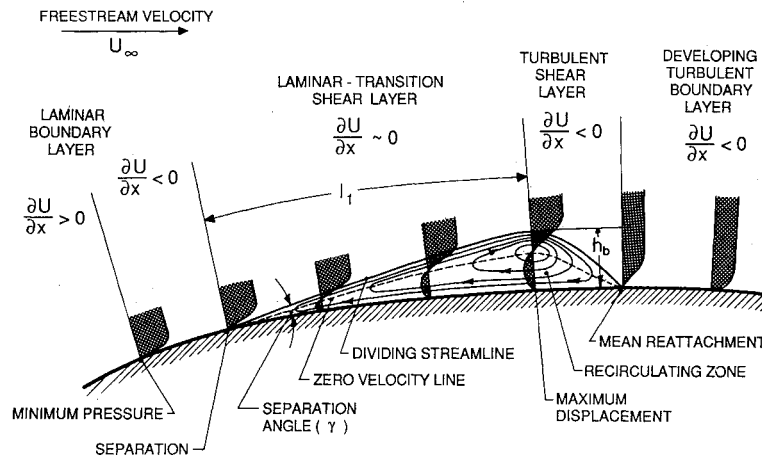 FREESTREAM VELOCITY
U∞
LAMINAR - TRANSITION
SHEAR LAYER
∂U/∂x ~ 0
TURBULENT
SHEAR
LAYER
∂U/∂x < 0
DEVELOPING
TURBULENT
BOUNDARY
LAYER
∂U/∂x < 0
LAMINAR
BOUNDARY
LAYER
∂U/∂x > 0
∂U/∂x < 0
l₁
h_b
DIVIDING STREAMLINE
ZERO VELOCITY LINE
SEPARATION
ANGLE ( γ )
MINIMUM PRESSURE
SEPARATION
MEAN REATTACHMENT
RECIRCULATING ZONE
MAXIMUM
DISPLACEMENT